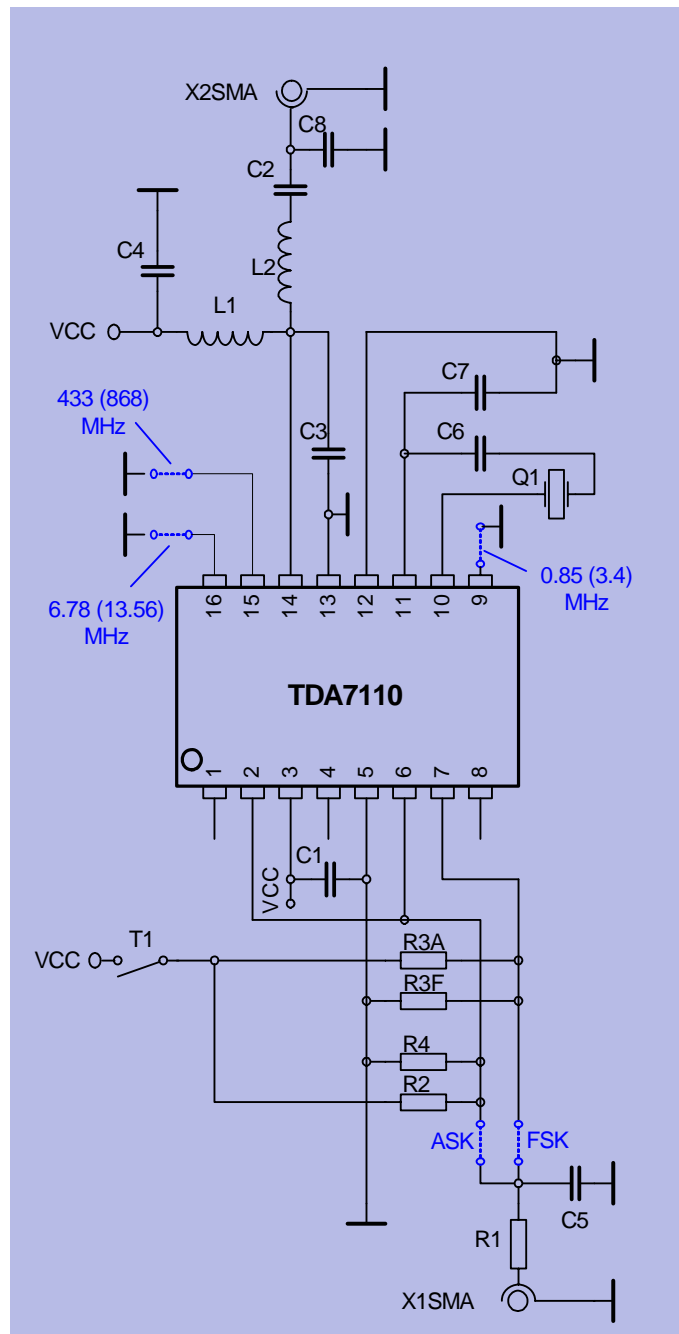 X2SMA
C8
C2
C4
L2
L1
VCC
C7
433 (868)
MHz
C3
C6
Q1
0.85 (3.4)
MHz
6.78 (13.56)
MHz
16
15
14
13
12
11
10
9
TDA7110
1
2
3
4
5
6
7
8
C1
VCC
T1
VCC
R3A
R3F
R4
R2
ASK
FSK
C5
R1
X1SMA